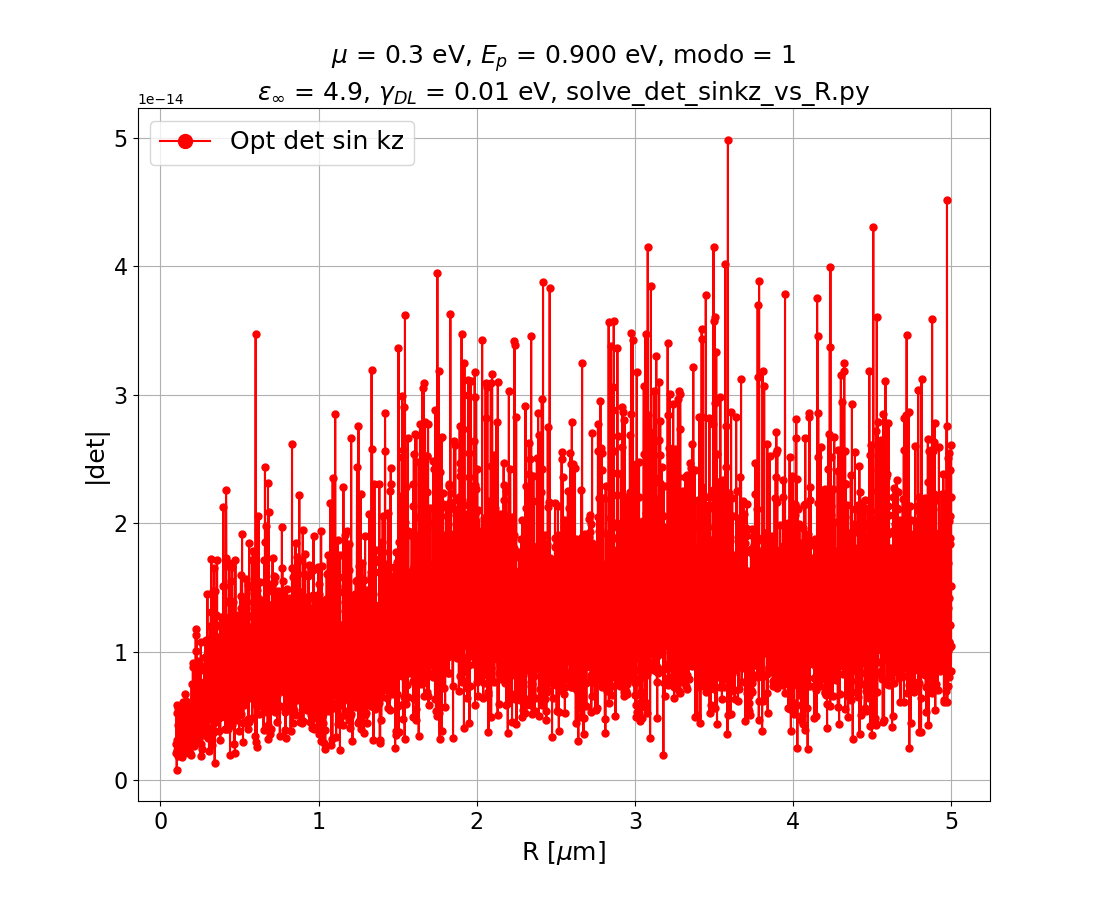 μ = 0.3 eV, E_p = 0.900 eV, modo = 1
ε_∞ = 4.9, γ_DL = 0.01 eV, solve_det_sinkz_vs_R.py
1e−14
Opt det sin kz
5
4
3
2
1
0
|det|
0 1 2 3 4 5
R [μm]